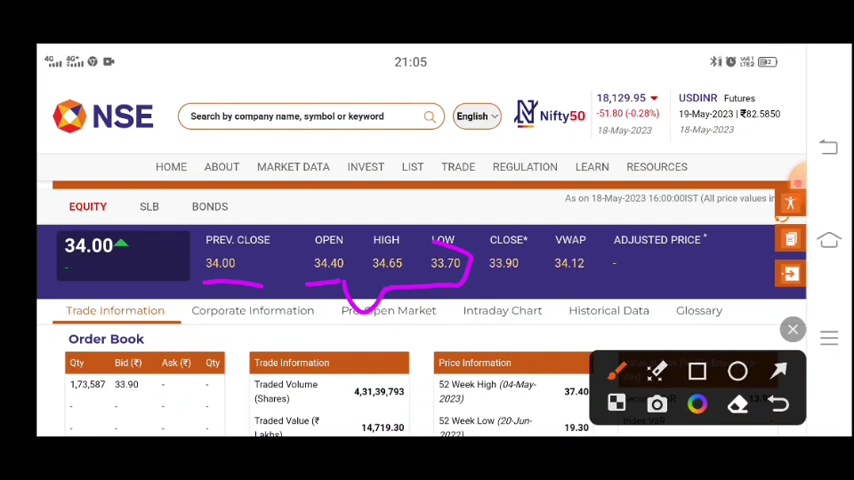 4G 4G+ 21:05 82
NSE
Search by company name, symbol or keyword
English
Nifty50
18,129.95
-51.80 (-0.28%)
18-May-2023
USDINR Futures
19-May-2023 | ₹82.5850
18-May-2023
HOME ABOUT MARKET DATA INVEST LIST TRADE REGULATION LEARN RESOURCES
EQUITY SLB BONDS
As on 18-May-2023 16:00:00IST (All price values in
34.00
-
PREV. CLOSE OPEN HIGH LOW CLOSE* VWAP ADJUSTED PRICE *
34.00 34.40 34.65 33.70 33.90 34.12 -
Trade Information Corporate Information Pre-Open Market Intraday Chart Historical Data Glossary
Order Book
Qty Bid (₹) Ask (₹) Qty
1,73,587 33.90 - -
- - - -
Trade Information
Traded Volume
(Shares)
4,31,39,793
Traded Value (₹
Lakhs)
14,719.30
Price Information
52 Week High (04-May-
2023)
37.40
52 Week Low (20-Jun-
2022)
19.30